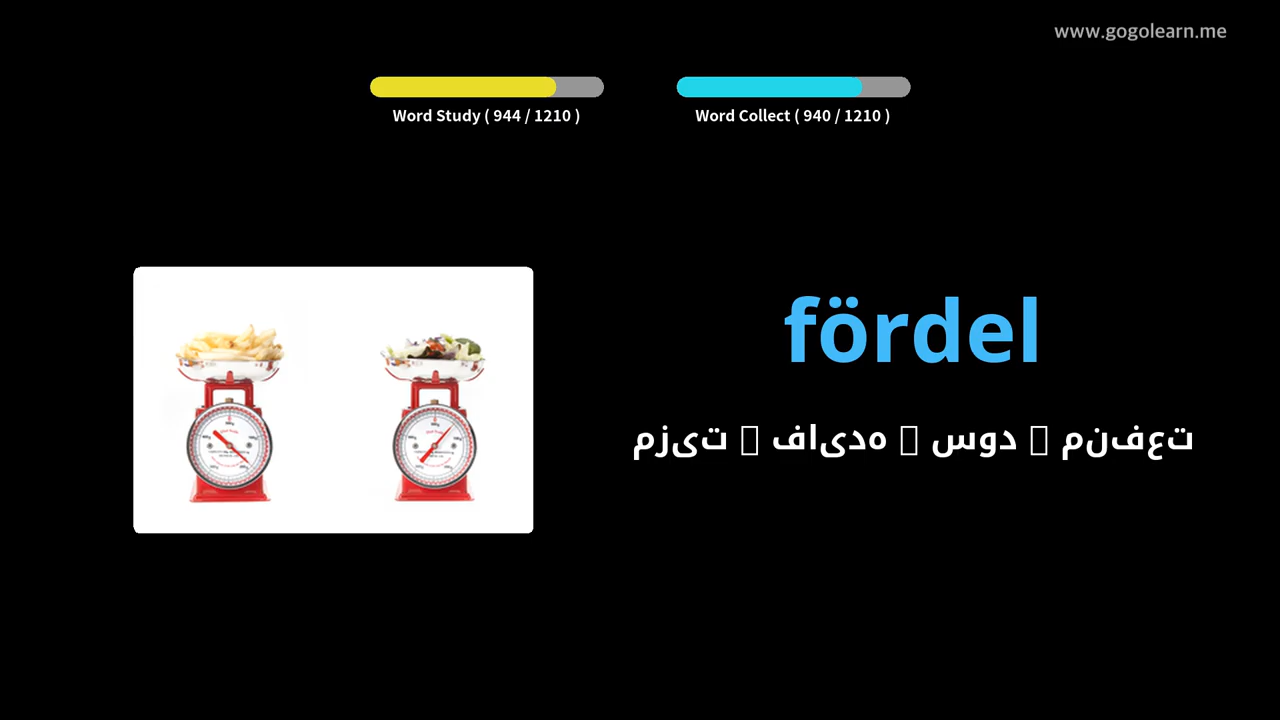 www.gogolearn.me
Word Study ( 944 / 1210 )
Word Collect ( 940 / 1210 )
fördel
مزیت ▯ فایده ▯ سود ▯ منفعت